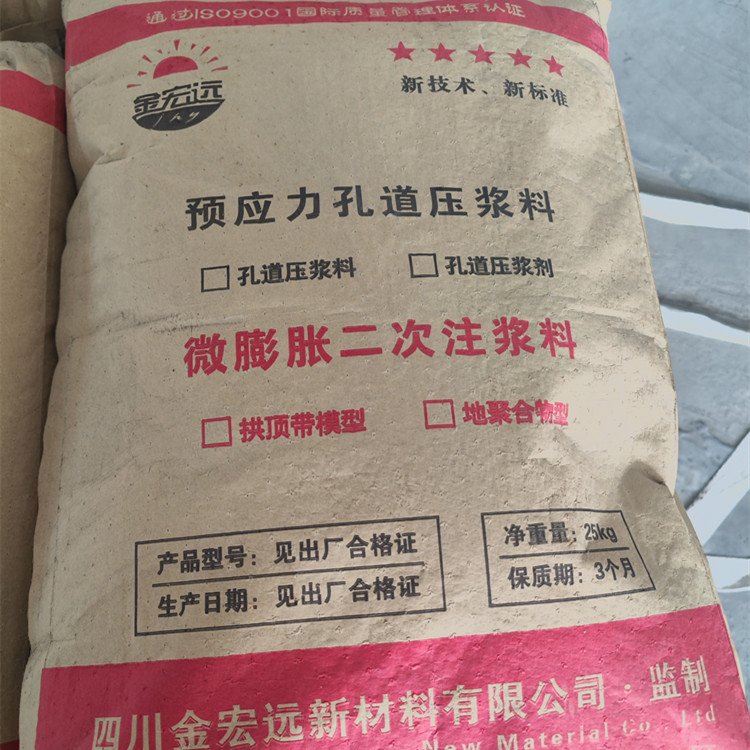 通过ISO9001国际质量管理体系认证
金宏远
JHY
新技术、新标准
预应力孔道压浆料
孔道压浆料 孔道压浆剂
微膨胀二次注浆料
拱顶带模型 地聚合物型
产品型号：见出厂合格证
生产日期：见出厂合格证
净重量：25kg
保质期：3个月
四川金宏远新材料有限公司·监制
New Material Co., Ltd